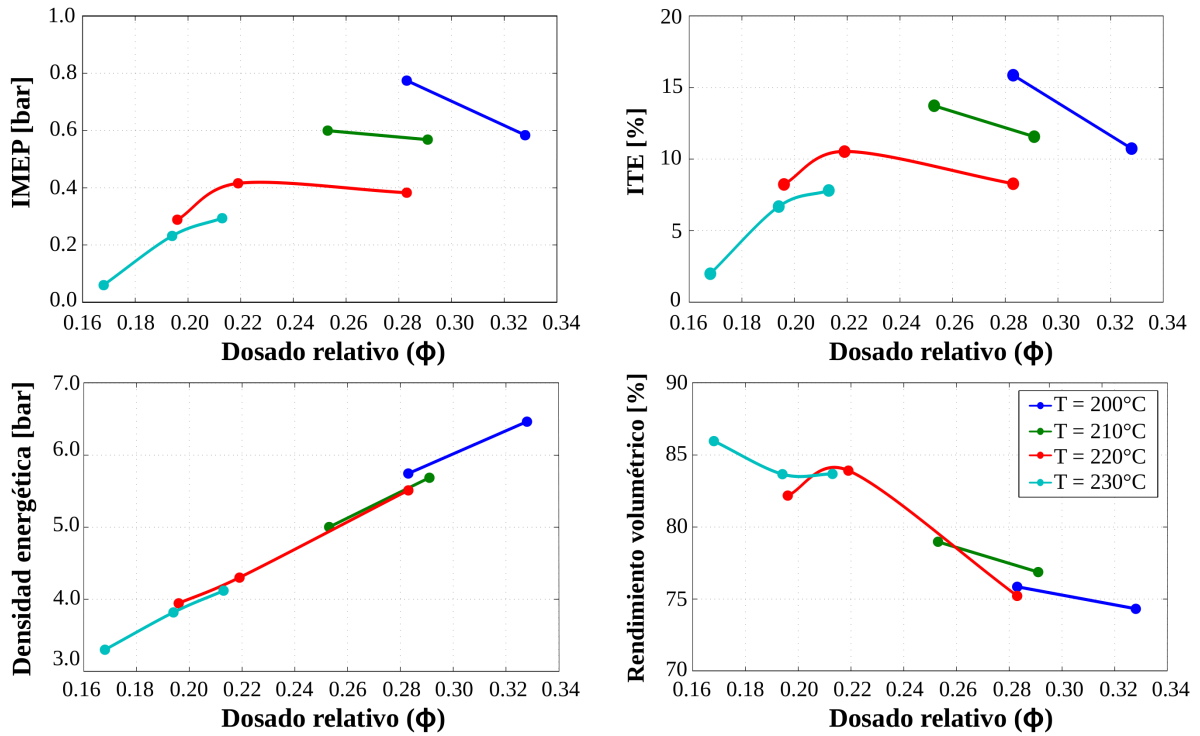 IMEP [bar]
1.0
0.8
0.6
0.4
0.2
0.0
0.16 0.18 0.20 0.22 0.24 0.26 0.28 0.30 0.32 0.34
Dosado relativo (ϕ)
ITE [%]
20
15
10
5
0
0.16 0.18 0.20 0.22 0.24 0.26 0.28 0.30 0.32 0.34
Dosado relativo (ϕ)
Densidad energética [bar]
7.0
6.0
5.0
4.0
3.0
0.16 0.18 0.20 0.22 0.24 0.26 0.28 0.30 0.32 0.34
Dosado relativo (ϕ)
Rendimiento volumétrico [%]
90
85
80
75
70
T = 200°C
T = 210°C
T = 220°C
T = 230°C
0.16 0.18 0.20 0.22 0.24 0.26 0.28 0.30 0.32 0.34
Dosado relativo (ϕ)